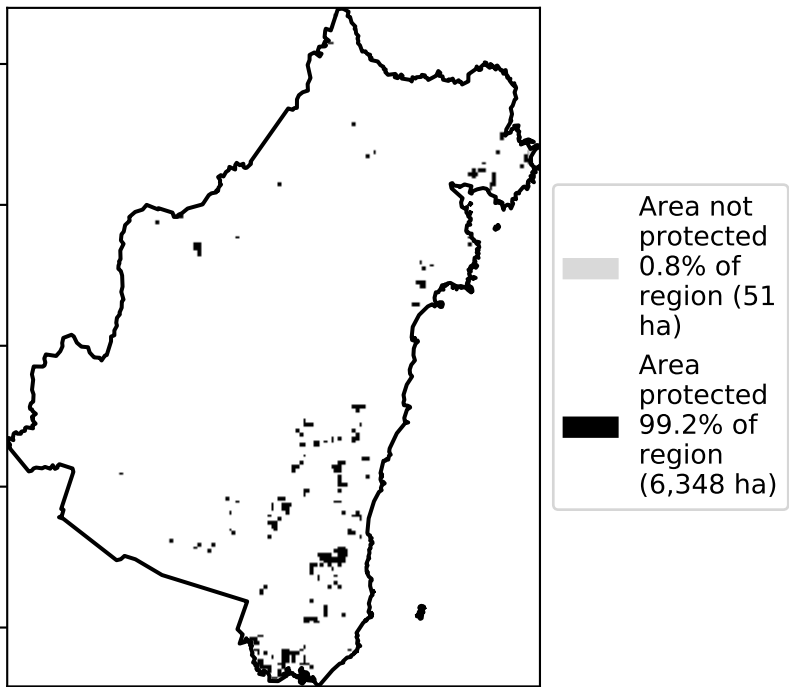 Area not
protected
0.8% of
region (51
ha)
Area
protected
99.2% of
region
(6,348 ha)